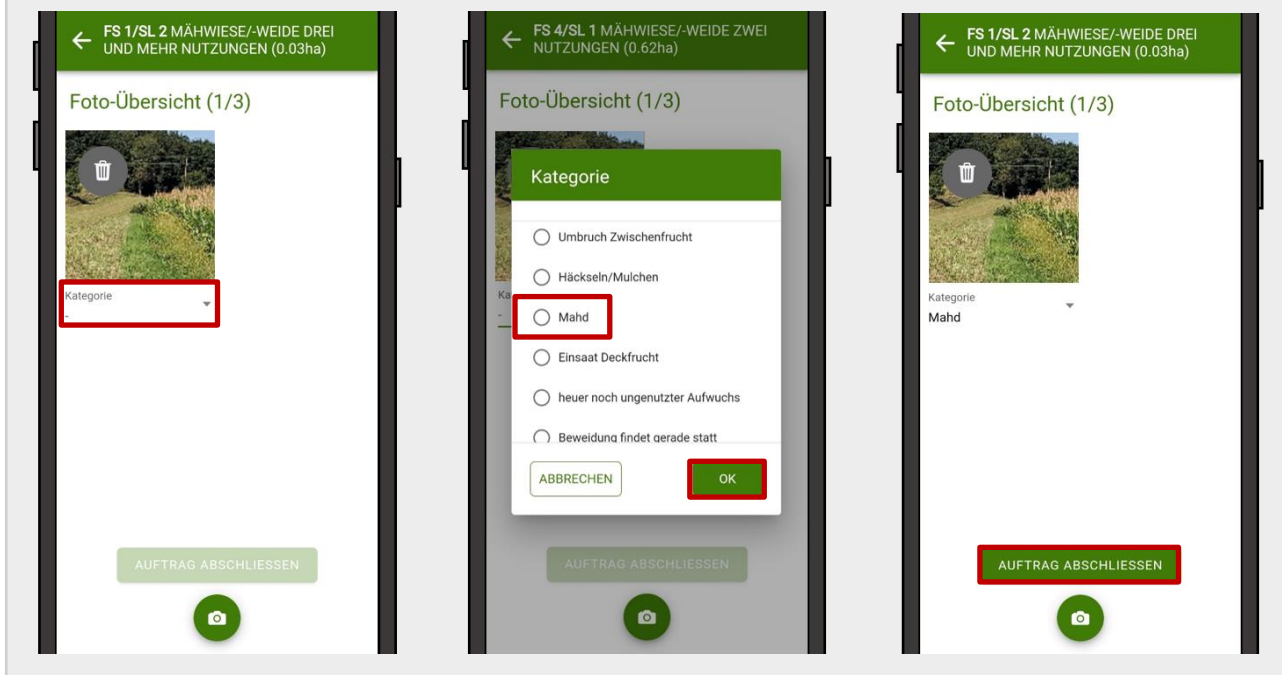 FS 1/SL 2 MÄHWIESE/-WEIDE DREI
UND MEHR NUTZUNGEN (0.03ha)
Foto-Übersicht (1/3)
Kategorie
-
AUFTRAG ABSCHLIESSEN
FS 4/SL 1 MÄHWIESE/-WEIDE ZWEI
NUTZUNGEN (0.62ha)
Foto-Übersicht (1/3)
Kategorie
Umbruch Zwischenfrucht
Häckseln/Mulchen
Ka
-
Mahd
Einsaat Deckfrucht
heuer noch ungenutzter Aufwuchs
Beweidung findet gerade statt
ABBRECHEN
OK
AUFTRAG ABSCHLIESSEN
FS 1/SL 2 MÄHWIESE/-WEIDE DREI
UND MEHR NUTZUNGEN (0.03ha)
Foto-Übersicht (1/3)
Kategorie
Mahd
AUFTRAG ABSCHLIESSEN